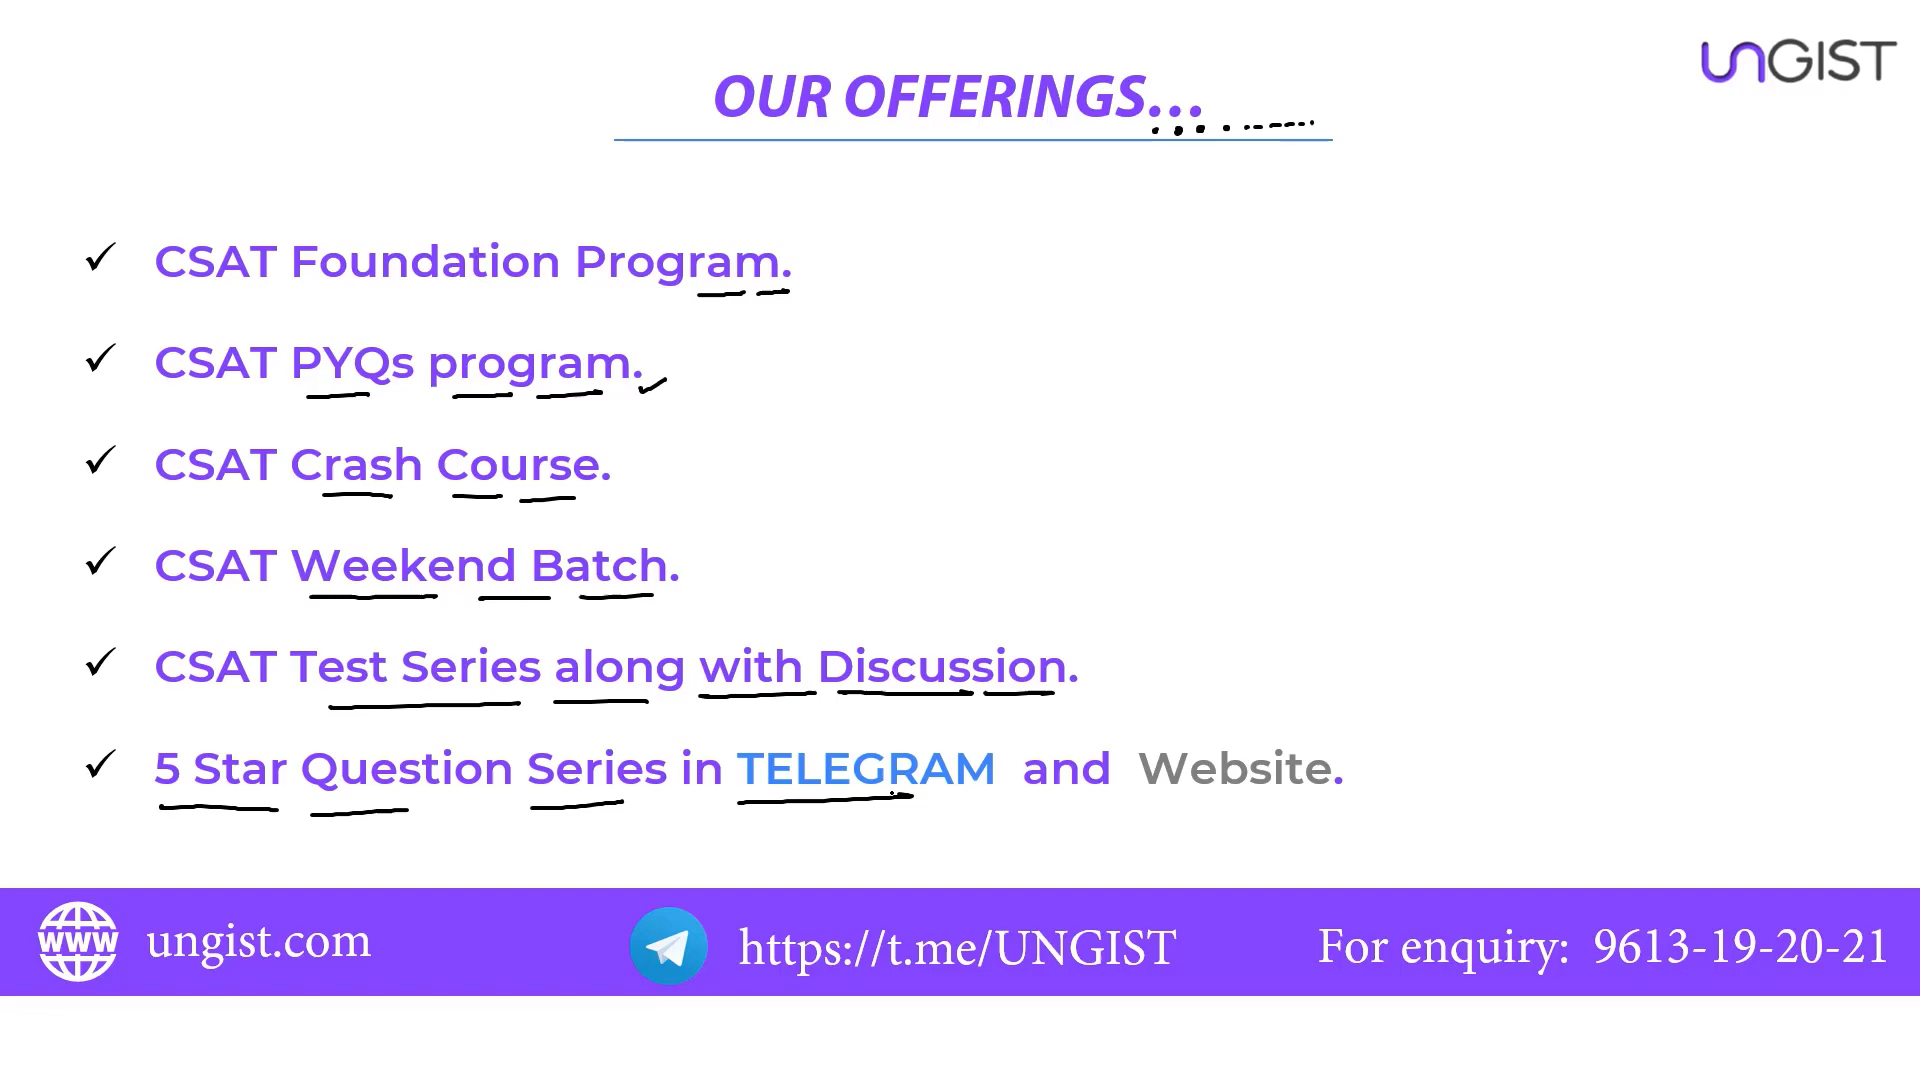 UNGIST
OUR OFFERINGS...
✓ CSAT Foundation Program.
✓ CSAT PYQs program.
✓ CSAT Crash Course.
✓ CSAT Weekend Batch.
✓ CSAT Test Series along with Discussion.
✓ 5 Star Question Series in TELEGRAM and Website.
WWW ungist.com
https://t.me/UNGIST
For enquiry: 9613-19-20-21